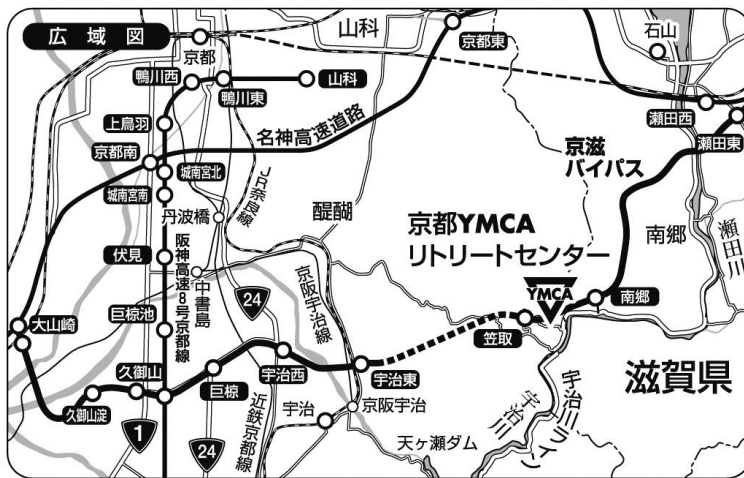 広域図
京都
山科
京都東
石山
鴨川西
鴨川東
山科
瀬田西
瀬田東
上鳥羽
名神高速道路
京都南
城南宮北
京滋
バイパス
城南宮南
JR奈良線
丹波橋
醍醐
京都YMCA
リトリートセンター
南郷
瀬田川
伏見
阪神高速8号京都線
中書島
24
京阪宇治線
YMCA
南郷
大山崎
巨椋池
笠取
滋賀県
久御山
宇治西
宇治東
久御山淀
巨椋
近鉄京都線
宇治
京阪宇治
宇治川ライン
宇治川
1
24
天ヶ瀬ダム